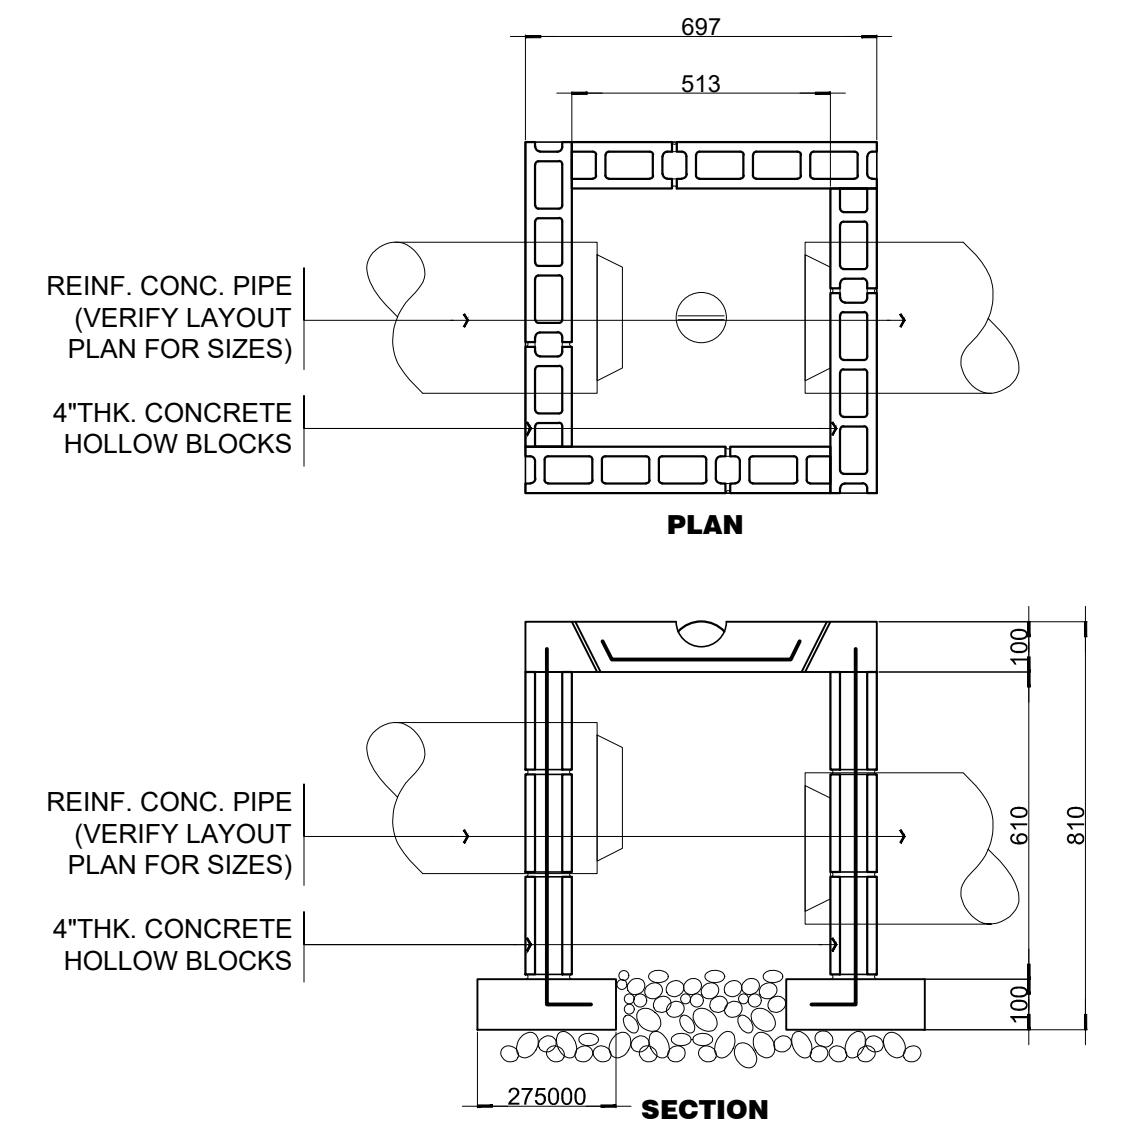 697
513
REINF. CONC. PIPE
(VERIFY LAYOUT
PLAN FOR SIZES)
4"THK. CONCRETE
HOLLOW BLOCKS
PLAN
100
REINF. CONC. PIPE
(VERIFY LAYOUT
PLAN FOR SIZES)
610
810
4"THK. CONCRETE
HOLLOW BLOCKS
100
275000
SECTION